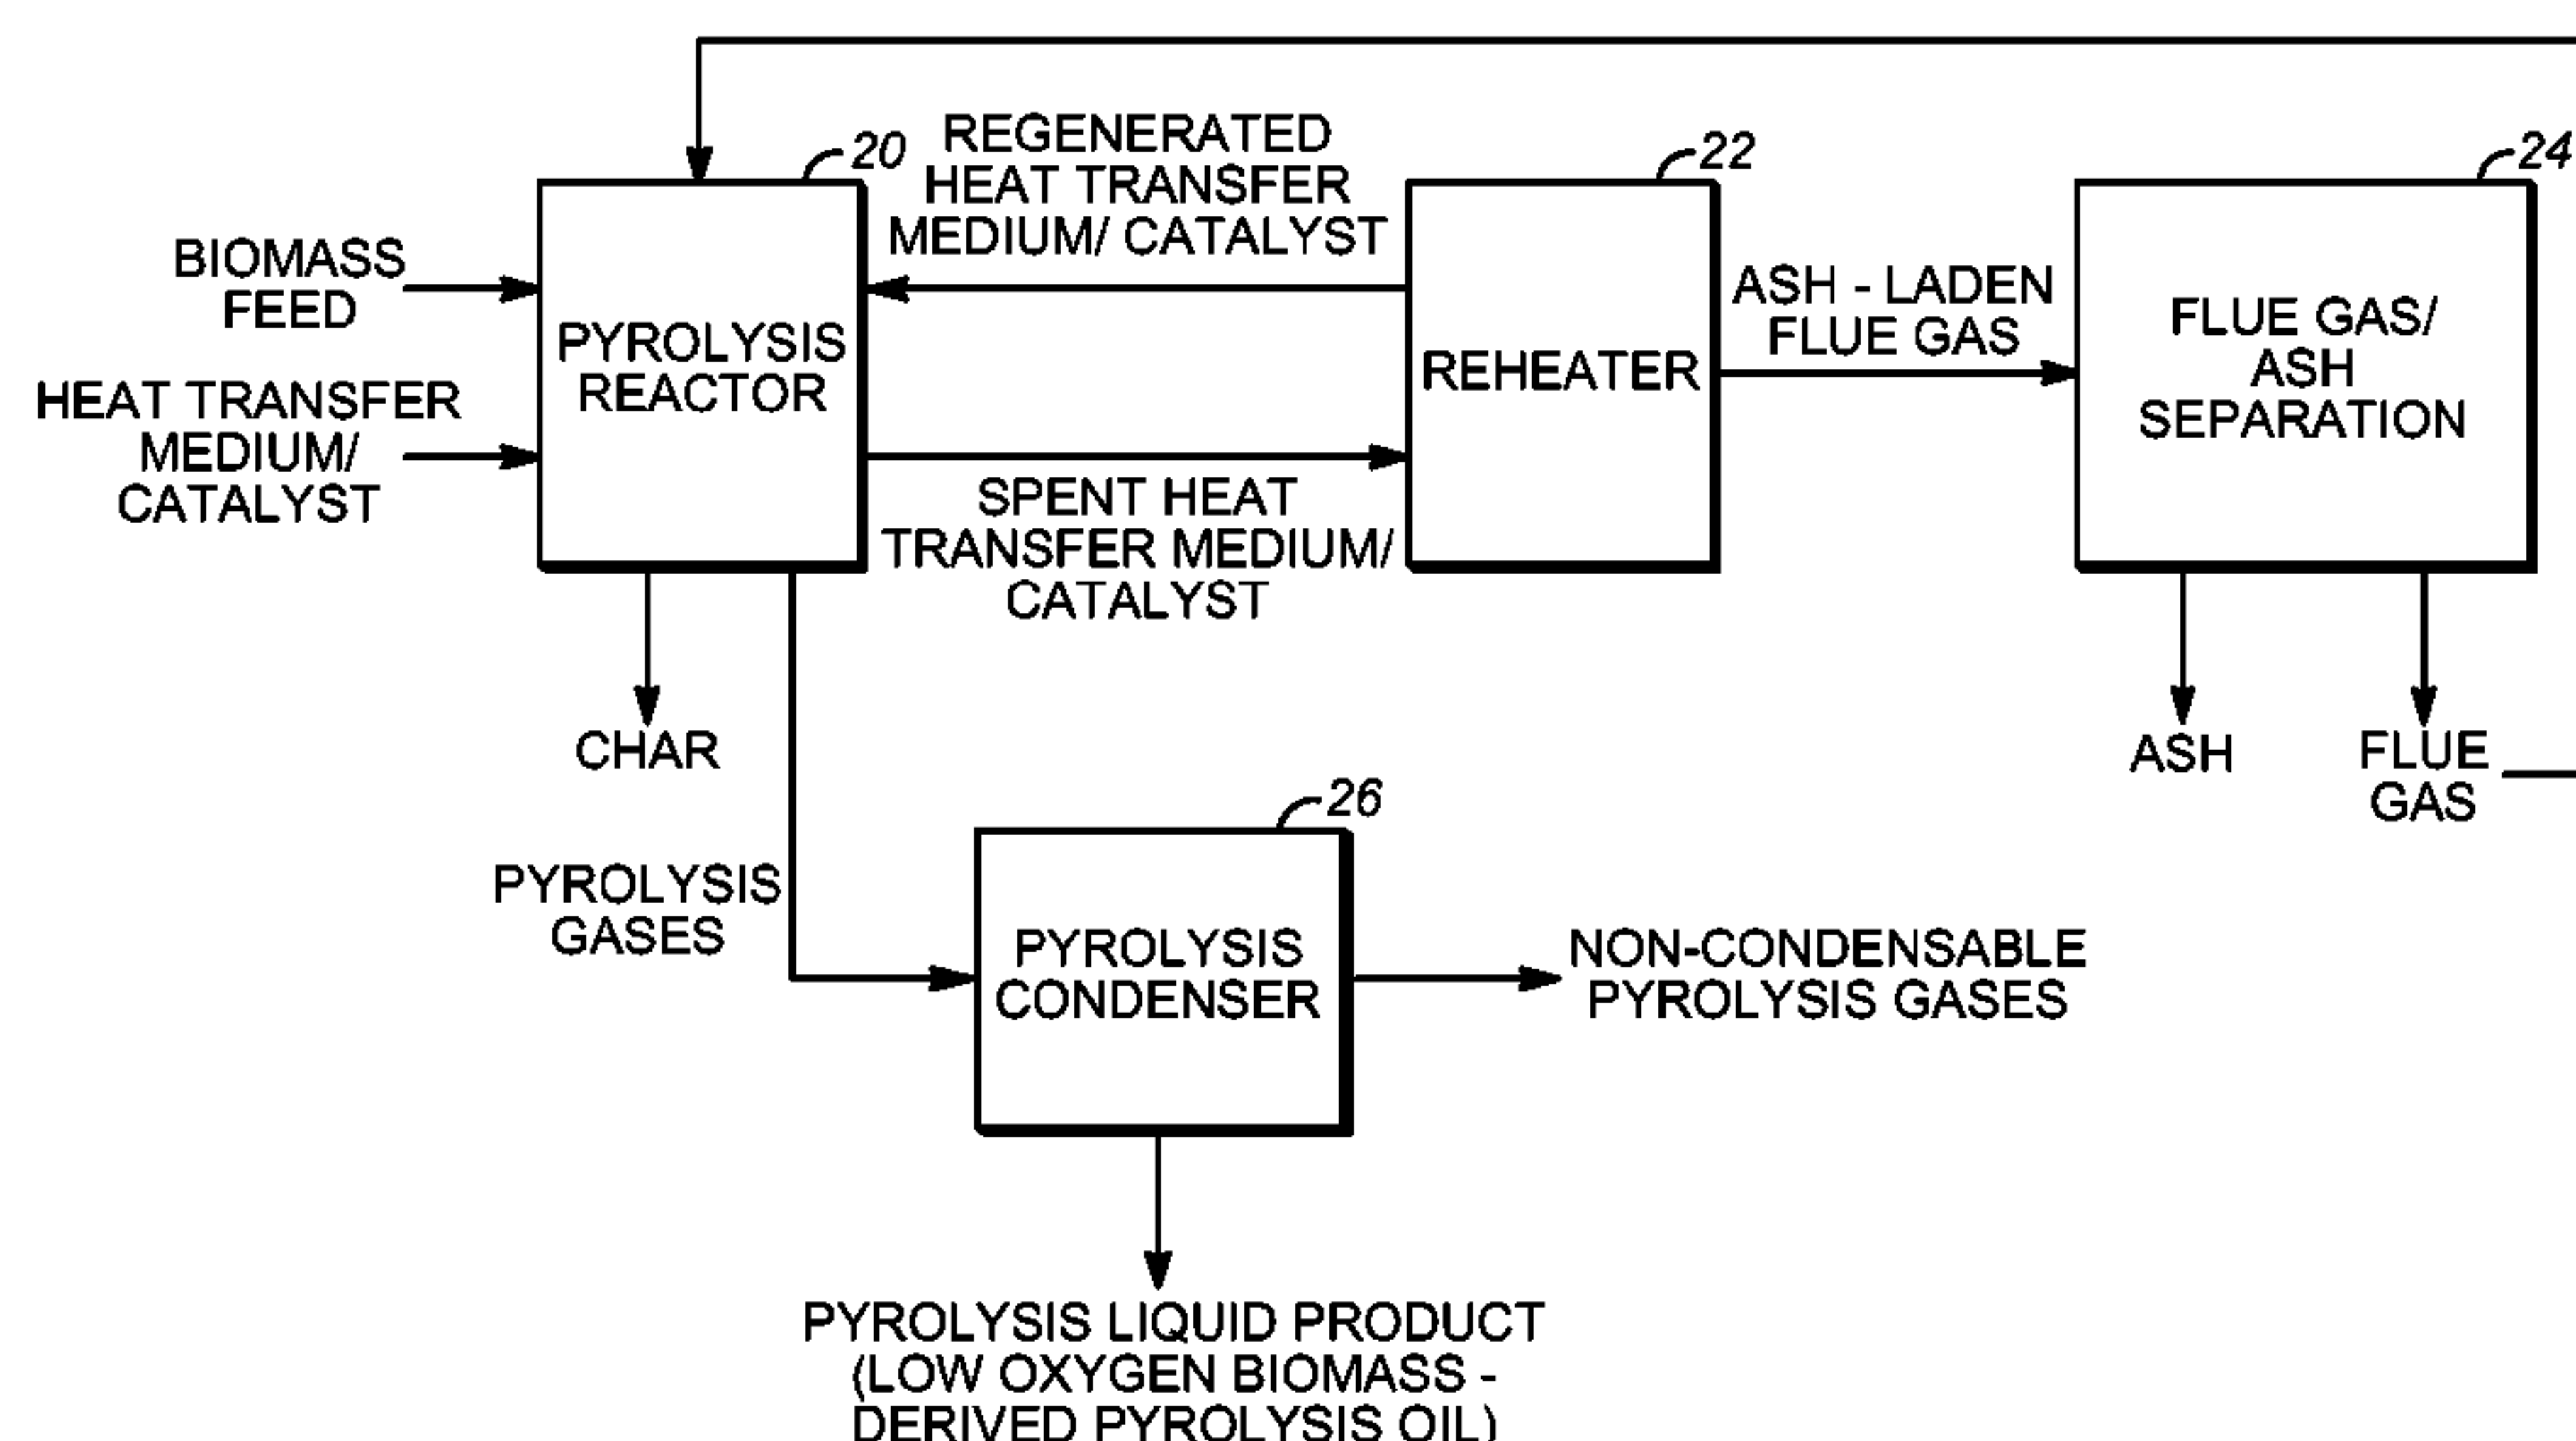 20
REGENERATED
HEAT TRANSFER
MEDIUM/ CATALYST
22
24
BIOMASS
FEED
HEAT TRANSFER
MEDIUM/
CATALYST
PYROLYSIS
REACTOR
REHEATER
ASH - LADEN
FLUE GAS
FLUE GAS/
ASH
SEPARATION
SPENT HEAT
TRANSFER MEDIUM/
CATALYST
CHAR
ASH
FLUE
GAS
26
PYROLYSIS
GASES
PYROLYSIS
CONDENSER
NON-CONDENSABLE
PYROLYSIS GASES
PYROLYSIS LIQUID PRODUCT
(LOW OXYGEN BIOMASS -
DERIVED PYROLYSIS OIL)